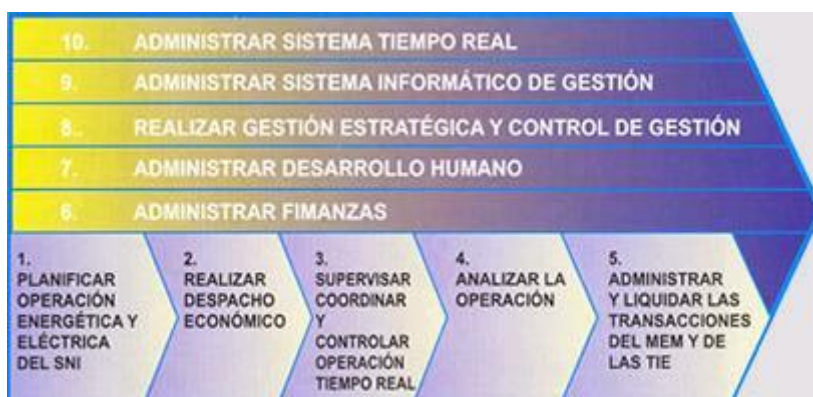 10. ADMINISTRAR SISTEMA TIEMPO REAL
9. ADMINISTRAR SISTEMA INFORMÁTICO DE GESTIÓN
8. REALIZAR GESTIÓN ESTRATÉGICA Y CONTROL DE GESTIÓN
7. ADMINISTRAR DESARROLLO HUMANO
6. ADMINISTRAR FIMANZAS
1.
PLANIFICAR
OPERACIÓN
ENERGÉTICA Y
ELÉCTRICA
DEL SNI
2.
REALIZAR
DESPACHO
ECONÓMICO
3.
SUPERVISAR
COORDINAR
Y
CONTROLAR
OPERACIÓN
TIEMPO REAL
4.
ANALIZAR LA
OPERACIÓN
5.
ADMINISTRAR
Y LIQUIDAR LAS
TRANSACCIONES
DEL MEM Y DE
LAS TIE